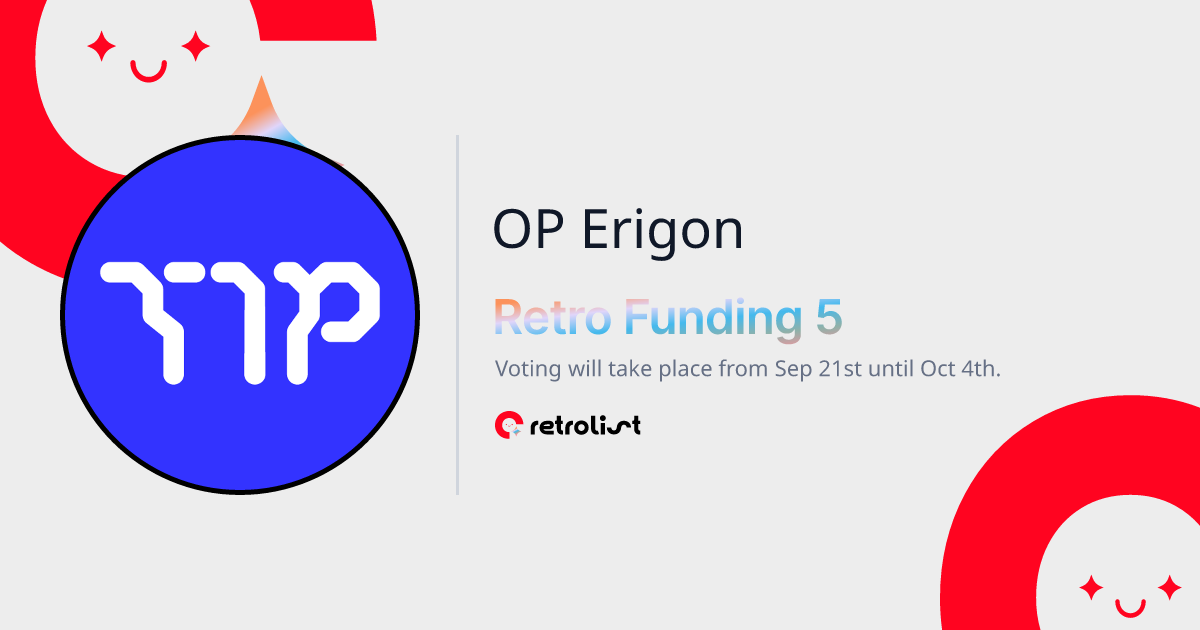 OP Erigon
Retro Funding 5
Voting will take place from Sep 21st until Oct 4th.
retrolist